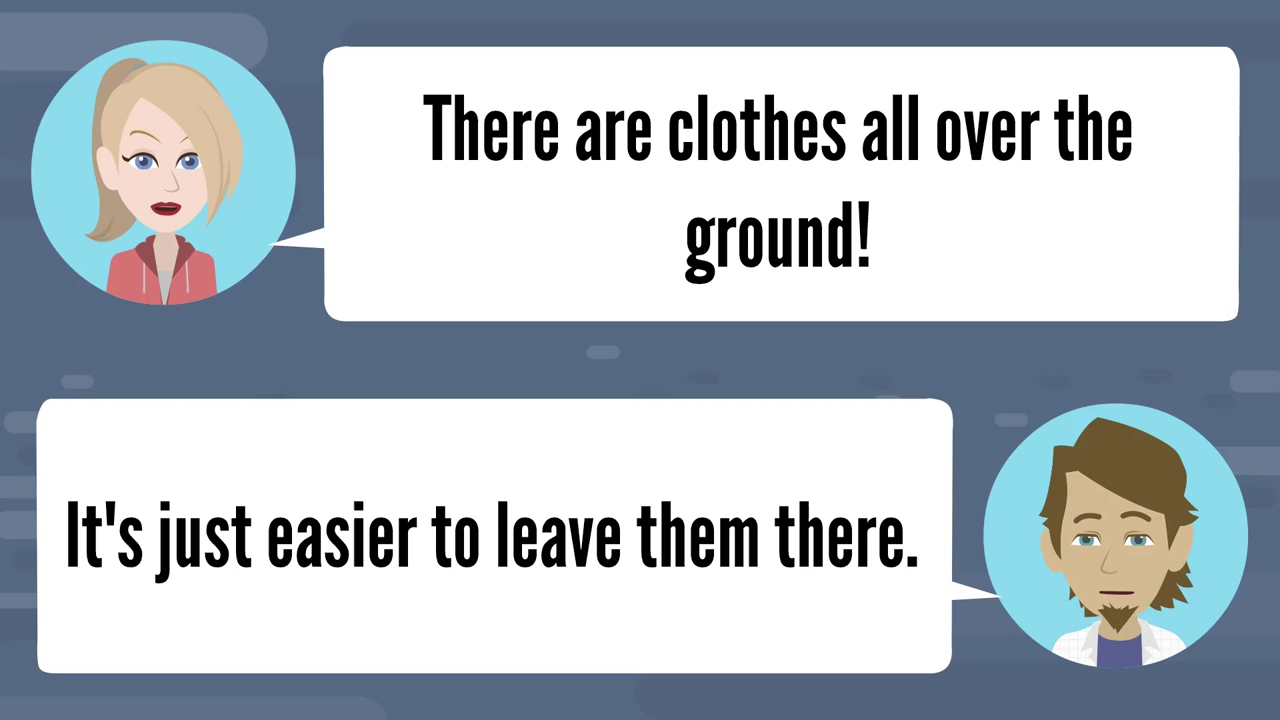 There are clothes all over the
ground!
It's just easier to leave them there.